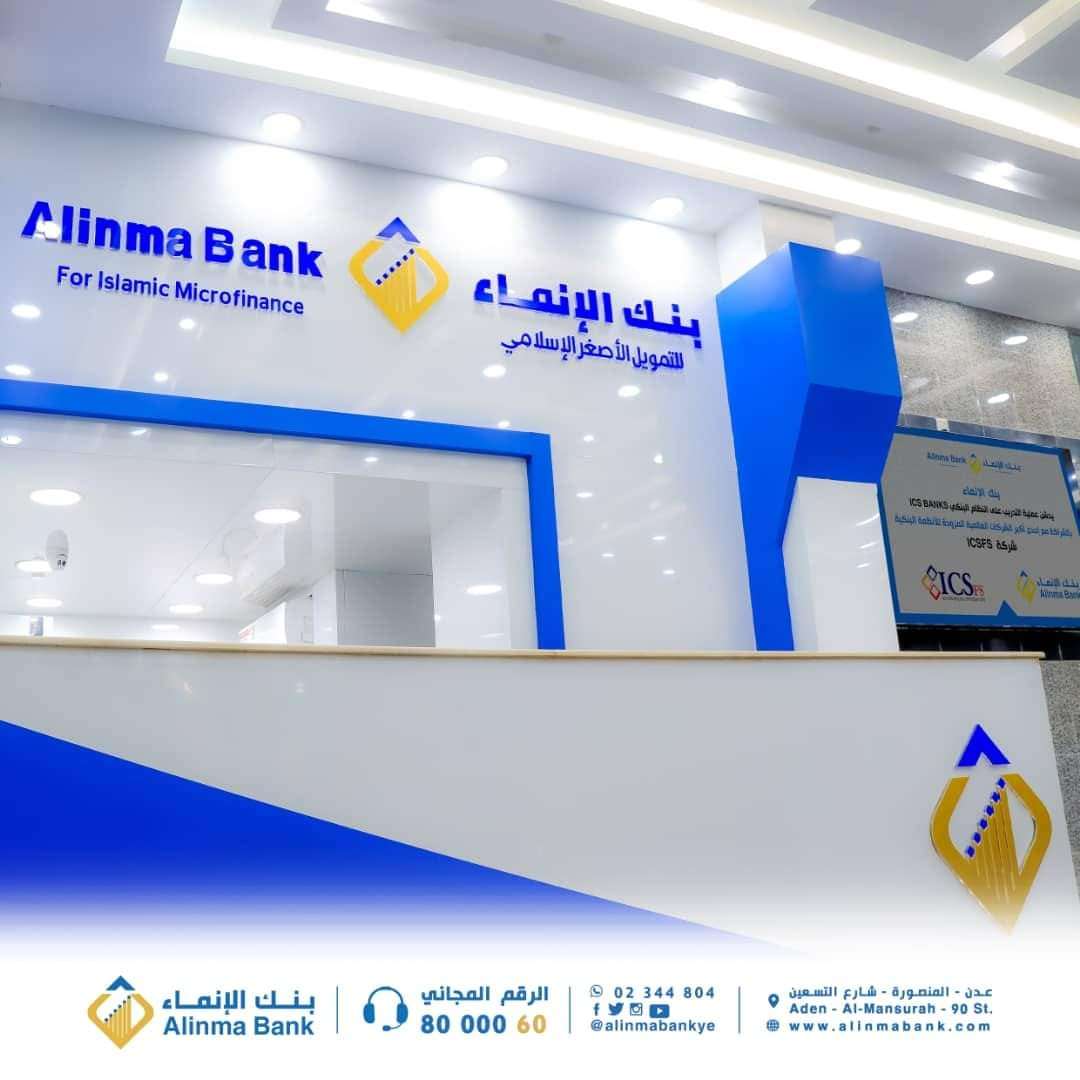 Alinma Bank
For Islamic Microfinance
بنك الإنماء
للتمويل الأصغر الإسلامي
Alinma Bank بنك الإنماء
بنك الإنماء
يدشن عملية التدريب على النظام البنكي ICS BANKS
بالشراكة مع إحدى أكبر الشركات العالمية المزودة للأنظمة البنكية
شركة ICSFS
ICSFS
بنك الإنماء
Alinma Bank
بنك الإنماء
Alinma Bank
الرقم المجاني
80 000 60
02 344 804
@alinmabankye
عدن - المنصورة - شارع التسعين
Aden - Al-Mansurah - 90 St.
www.alinmabank.com